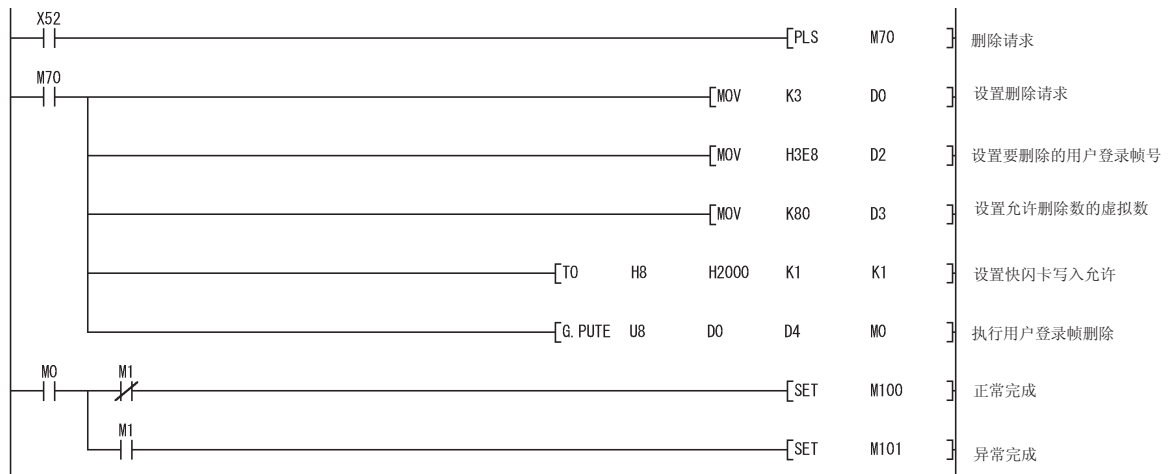 X52
[PLS M70 ] 删除请求
M70
[MOV K3 D0 ] 设置删除请求
[MOV H3E8 D2 ] 设置要删除的用户登录帧号
[MOV K80 D3 ] 设置允许删除数的虚拟数
[TO H8 H2000 K1 K1 ] 设置快闪卡写入允许
[G.PUTE U8 D0 D4 M0 ] 执行用户登录帧删除
M0 M1
[SET M100 ] 正常完成
M1
[SET M101 ] 异常完成